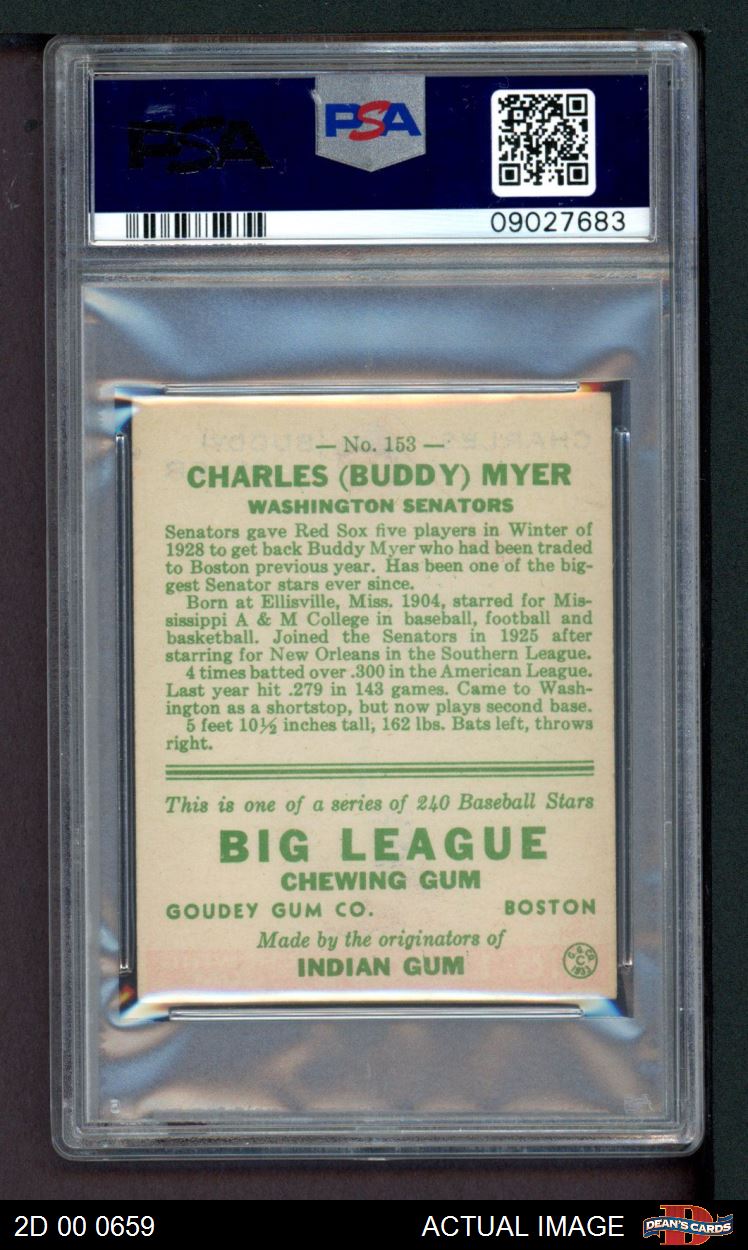 PSA
PSA
09027683
— No. 153 —
CHARLES (BUDDY) MYER
WASHINGTON SENATORS
Senators gave Red Sox five players in Winter of
1928 to get back Buddy Myer who had been traded
to Boston previous year. Has been one of the big-
gest Senator stars ever since.
Born at Ellisville, Miss. 1904, starred for Mis-
sissippi A & M College in baseball, football and
basketball. Joined the Senators in 1925 after
starring for New Orleans in the Southern League.
4 times batted over .300 in the American League.
Last year hit .279 in 143 games. Came to Wash-
ington as a shortstop, but now plays second base.
5 feet 10½ inches tall, 162 lbs. Bats left, throws
right.
This is one of a series of 240 Baseball Stars
BIG LEAGUE
CHEWING GUM
GOUDEY GUM CO. BOSTON
Made by the originators of
INDIAN GUM
G. G. CO.
C
1933
2D 00 0659 ACTUAL IMAGE DEAN'S CARDS